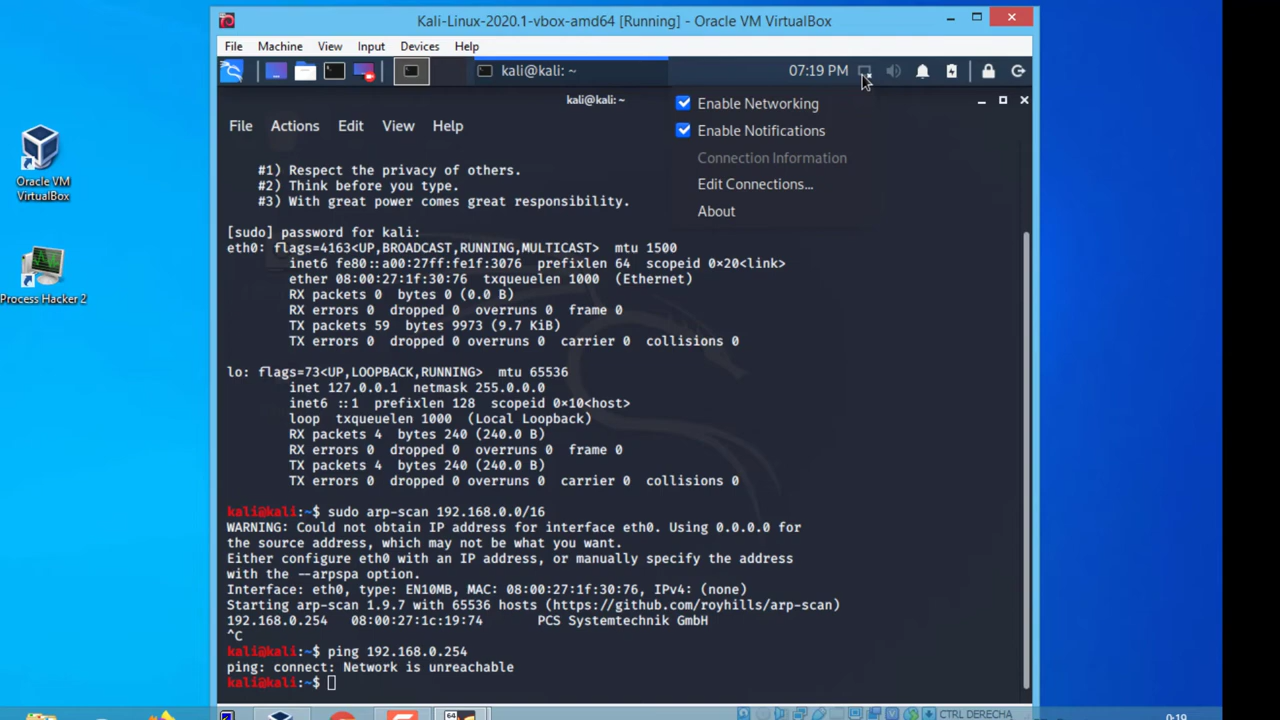 Kali-Linux-2020.1-vbox-amd64 [Running] - Oracle VM VirtualBox
File Machine View Input Devices Help
kali@kali: ~
07:19 PM
kali@kali: ~
File Actions Edit View Help
Enable Networking
Enable Notifications
Connection Information
Edit Connections...
About
Oracle VM
VirtualBox
Process Hacker 2
#1) Respect the privacy of others.
#2) Think before you type.
#3) With great power comes great responsibility.
[sudo] password for kali:
eth0: flags=4163<UP,BROADCAST,RUNNING,MULTICAST>  mtu 1500
inet6 fe80::a00:27ff:fe1f:3076  prefixlen 64  scopeid 0×20<link>
ether 08:00:27:1f:30:76  txqueuelen 1000  (Ethernet)
RX packets 0  bytes 0 (0.0 B)
RX errors 0  dropped 0  overruns 0  frame 0
TX packets 59  bytes 9973 (9.7 KiB)
TX errors 0  dropped 0 overruns 0  carrier 0  collisions 0
lo: flags=73<UP,LOOPBACK,RUNNING>  mtu 65536
inet 127.0.0.1  netmask 255.0.0.0
inet6 ::1  prefixlen 128  scopeid 0×10<host>
loop  txqueuelen 1000  (Local Loopback)
RX packets 4  bytes 240 (240.0 B)
RX errors 0  dropped 0  overruns 0  frame 0
TX packets 4  bytes 240 (240.0 B)
TX errors 0  dropped 0 overruns 0  carrier 0  collisions 0
kali@kali:~$ sudo arp-scan 192.168.0.0/16
WARNING: Could not obtain IP address for interface eth0. Using 0.0.0.0 for
the source address, which may not be what you want.
Either configure eth0 with an IP address, or manually specify the address
with the --arpspa option.
Interface: eth0, type: EN10MB, MAC: 08:00:27:1f:30:76, IPv4: (none)
Starting arp-scan 1.9.7 with 65536 hosts (https://github.com/royhills/arp-scan)
192.168.0.254   08:00:27:1c:19:74       PCS Systemtechnik GmbH
^C
kali@kali:~$ ping 192.168.0.254
ping: connect: Network is unreachable
kali@kali:~$
CTRL DERECHA
64
0:19